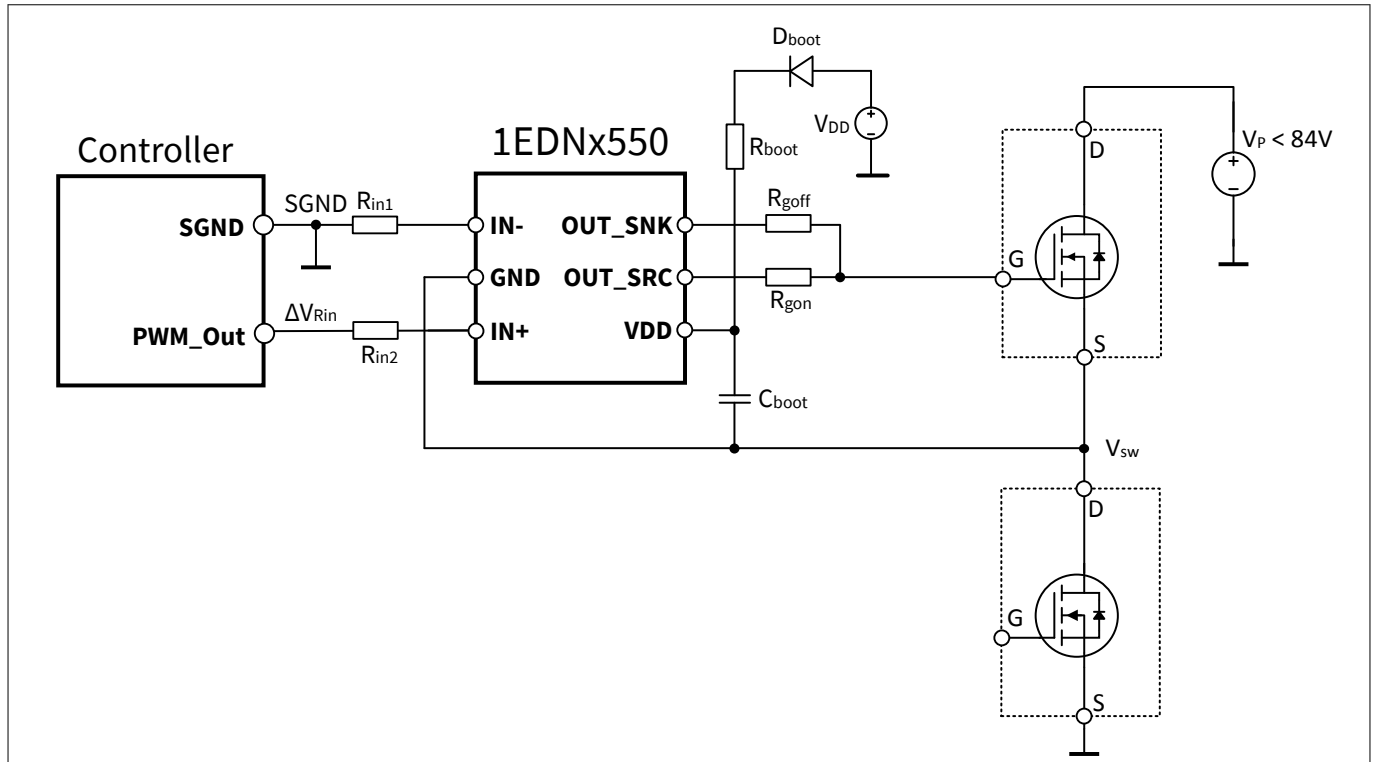 Dboot
Controller
1EDNx550
VDD
+
−
Rboot
D
VP < 84V
+
−
SGND
Rin1
SGND
IN-
OUT_SNK
Rgoff
GND
OUT_SRC
G
Rgon
ΔVRin
PWM_Out
IN+
VDD
Rin2
S
Cboot
Vsw
D
G
S